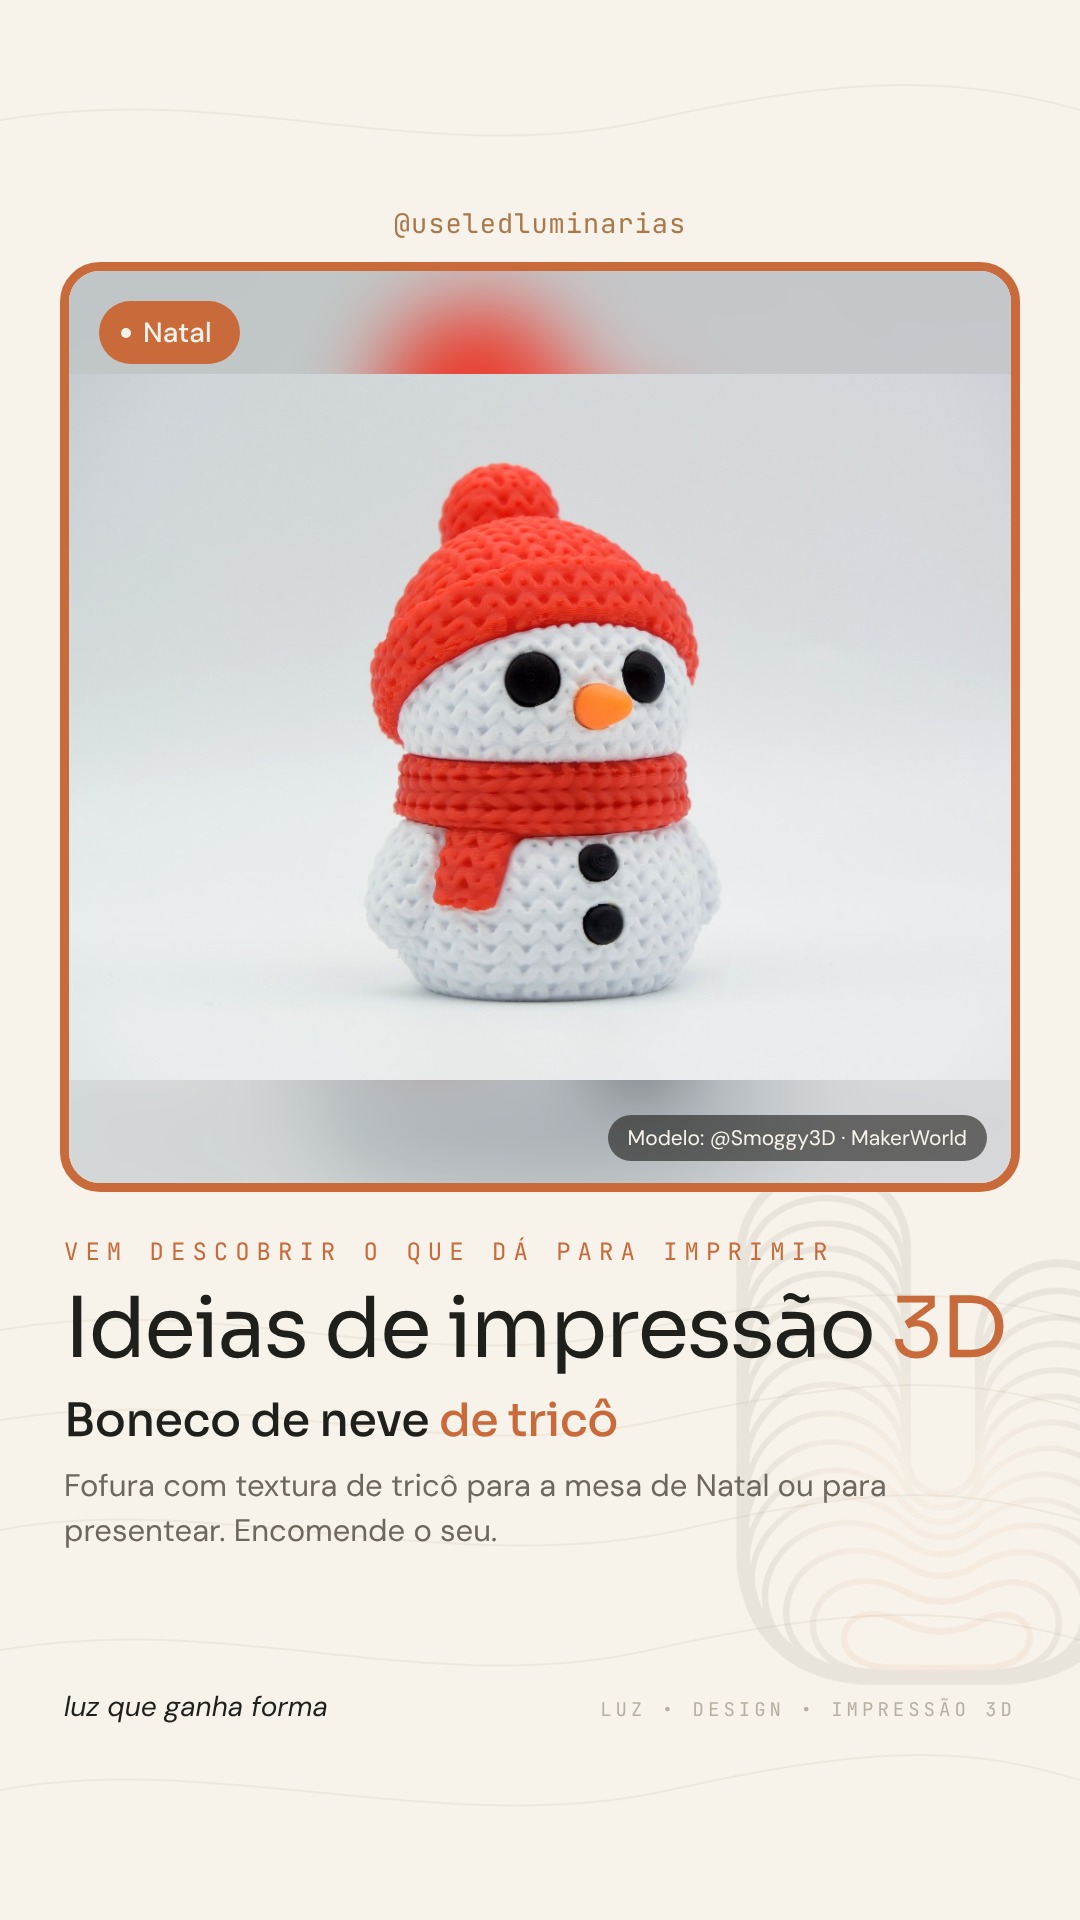 @useledluminarias
• Natal
Modelo: @Smoggy3D · MakerWorld
VEM DESCOBRIR O QUE DÁ PARA IMPRIMIR
Ideias de impressão 3D
Boneco de neve de tricô
Fofura com textura de tricô para a mesa de Natal ou para
presentear. Encomende o seu.
luz que ganha forma
LUZ • DESIGN • IMPRESSÃO 3D